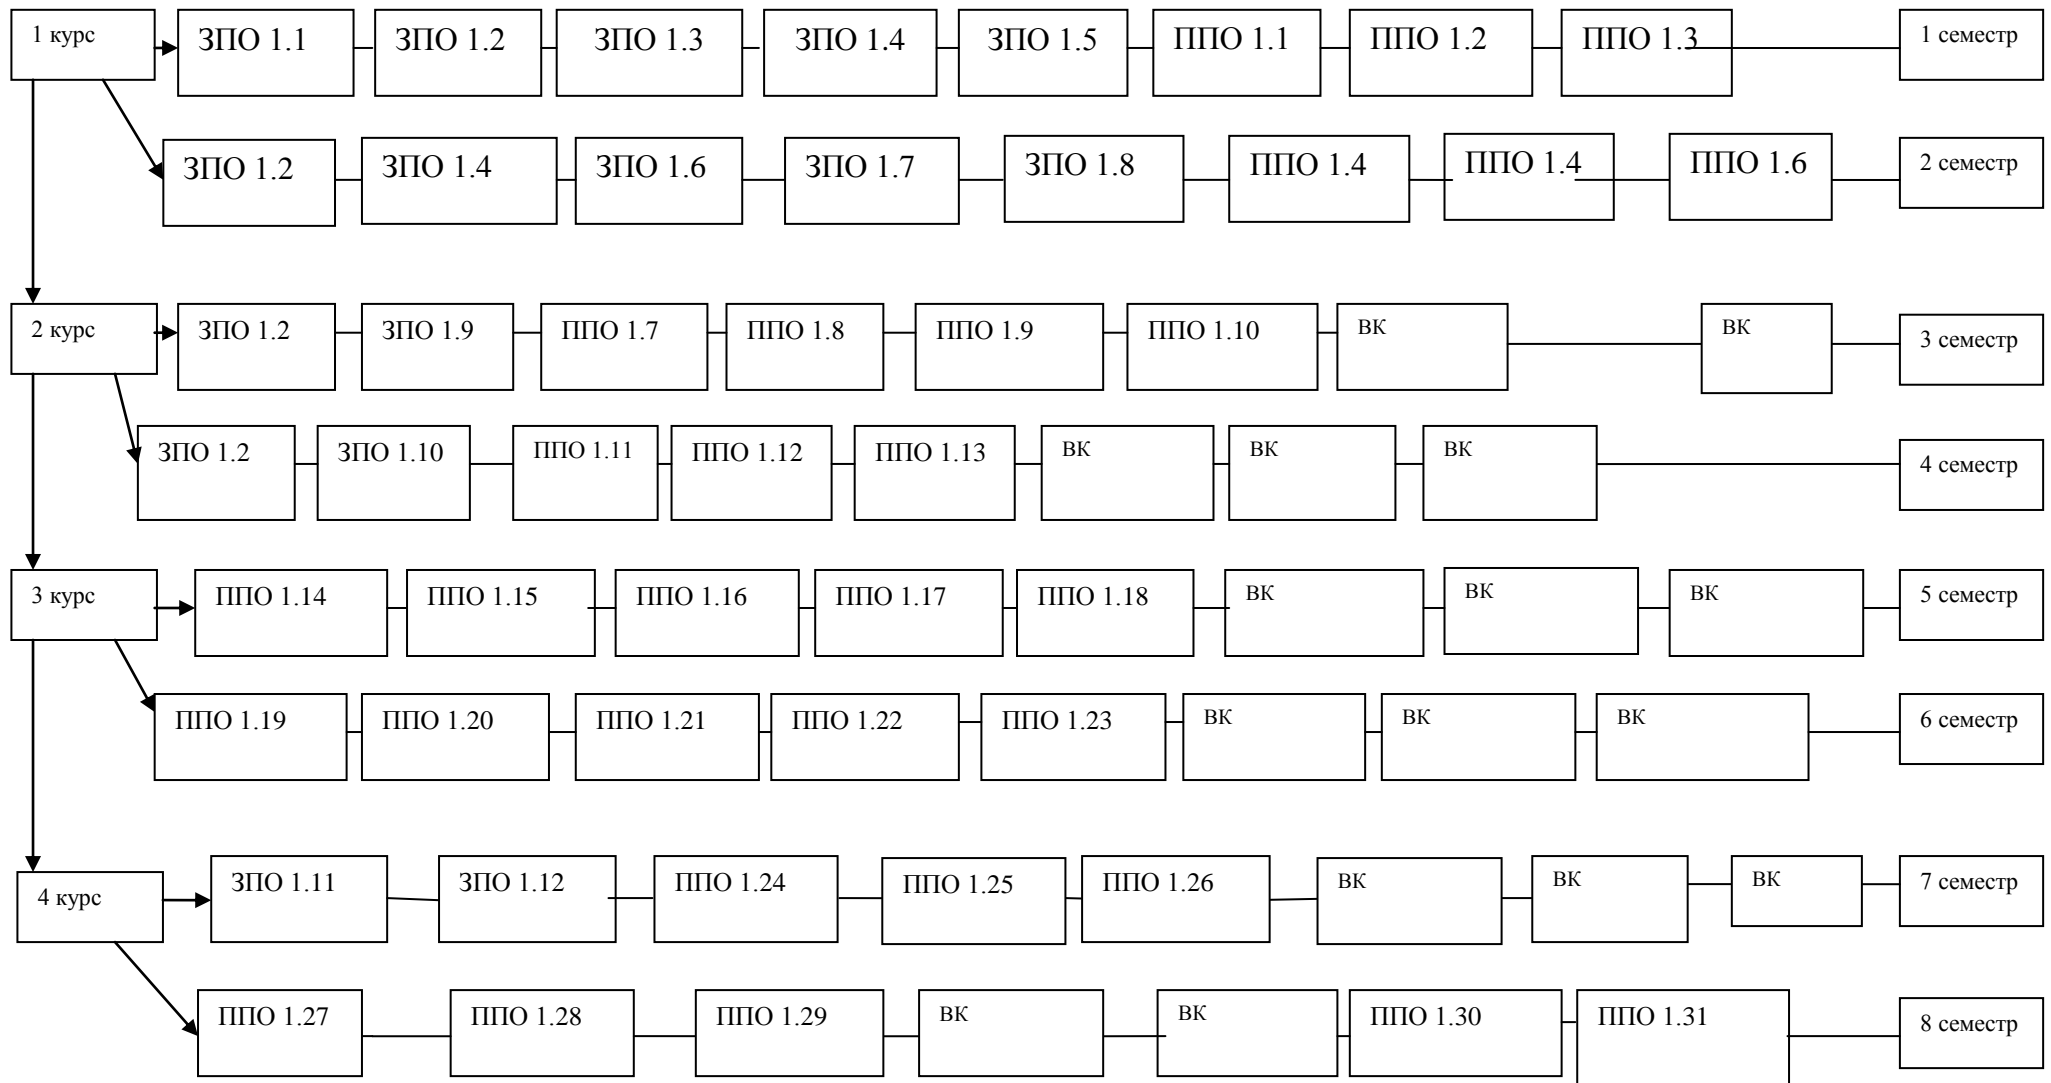 1 курс
ЗПО 1.1
ЗПО 1.2
ЗПО 1.3
ЗПО 1.4
ЗПО 1.5
ППО 1.1
ППО 1.2
ППО 1.3
1 семестр
ЗПО 1.2
ЗПО 1.4
ЗПО 1.6
ЗПО 1.7
ЗПО 1.8
ППО 1.4
ППО 1.4
ППО 1.6
2 семестр
2 курс
ЗПО 1.2
ЗПО 1.9
ППО 1.7
ППО 1.8
ППО 1.9
ППО 1.10
ВК
ВК
3 семестр
ЗПО 1.2
ЗПО 1.10
ППО 1.11
ППО 1.12
ППО 1.13
ВК
ВК
ВК
4 семестр
3 курс
ППО 1.14
ППО 1.15
ППО 1.16
ППО 1.17
ППО 1.18
ВК
ВК
ВК
5 семестр
ППО 1.19
ППО 1.20
ППО 1.21
ППО 1.22
ППО 1.23
ВК
ВК
ВК
6 семестр
4 курс
ЗПО 1.11
ЗПО 1.12
ППО 1.24
ППО 1.25
ППО 1.26
ВК
ВК
ВК
7 семестр
ППО 1.27
ППО 1.28
ППО 1.29
ВК
ВК
ППО 1.30
ППО 1.31
8 семестр